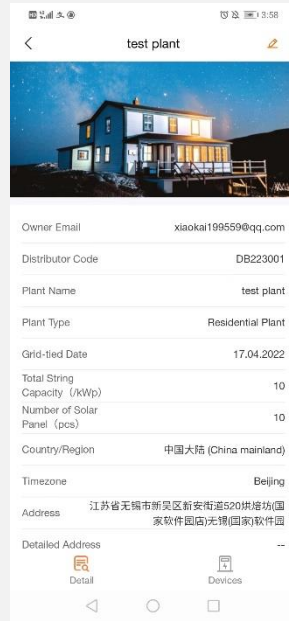 3:58
test plant
Owner Email xiaokai199559@qq.com
Distributor Code DB223001
Plant Name test plant
Plant Type Residential Plant
Grid-tied Date 17.04.2022
Total String
Capacity（/kWp） 10
Number of Solar
Panel（pcs） 10
Country/Region 中国大陆 (China mainland)
Timezone Beijing
Address 江苏省无锡市新吴区新安街道520烘焙坊(国
家软件园店)无锡(国家)软件园
Detailed Address --
Detail Devices